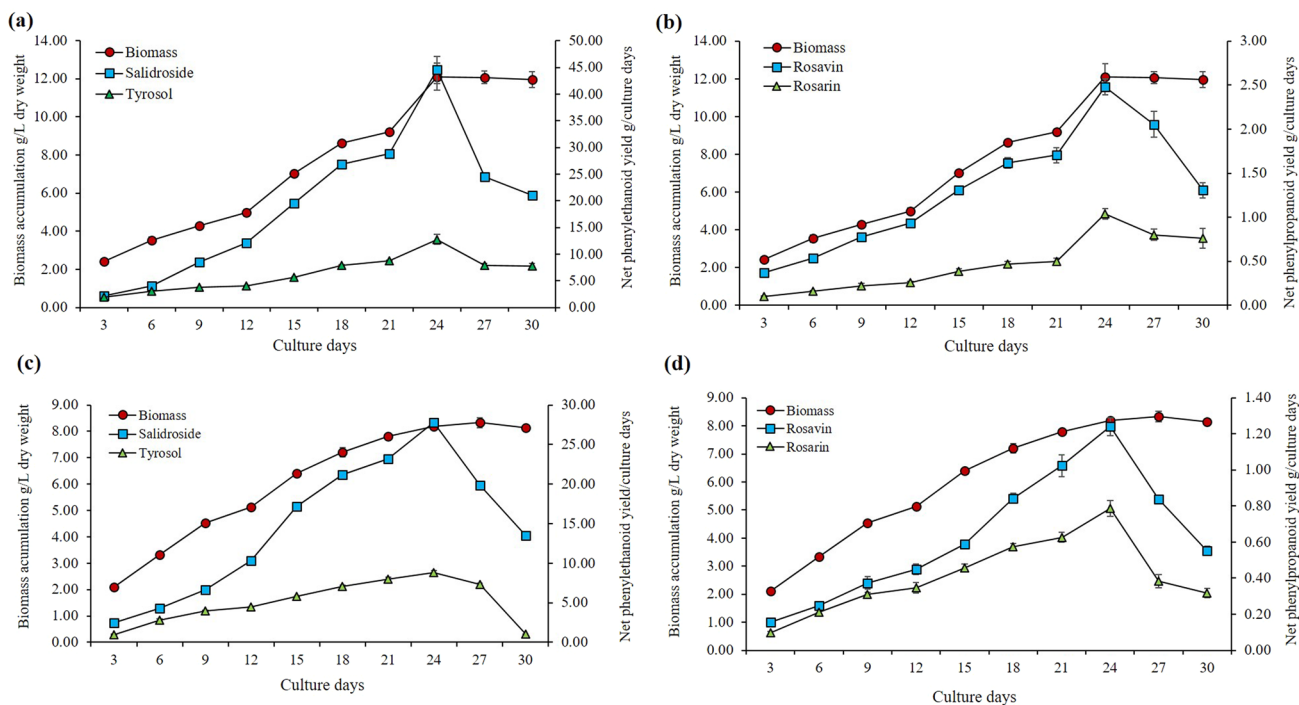 (a)
14.00
12.00
10.00
8.00
6.00
4.00
2.00
0.00
Biomass accumulation g/L dry weight
Biomass
Salidroside
Tyrosol
50.00
45.00
40.00
35.00
30.00
25.00
20.00
15.00
10.00
5.00
0.00
Net phenylethanoid yield g/culture days
3 6 9 12 15 18 21 24 27 30
Culture days
(b)
14.00
12.00
10.00
8.00
6.00
4.00
2.00
0.00
Biomass accumulation g/L dry weight
Biomass
Rosavin
Rosarin
3.00
2.50
2.00
1.50
1.00
0.50
0.00
Net phenylpropanoid yield g/culture days
3 6 9 12 15 18 21 24 27 30
Culture days
(c)
9.00
8.00
7.00
6.00
5.00
4.00
3.00
2.00
1.00
0.00
Biomass accumulation g/L dry weight
Biomass
Salidroside
Tyrosol
30.00
25.00
20.00
15.00
10.00
5.00
0.00
Net phenylethanoid yield/culture days
3 6 9 12 15 18 21 24 27 30
Culture days
(d)
9.00
8.00
7.00
6.00
5.00
4.00
3.00
2.00
1.00
0.00
Biomass accumulation g/L dry weight
Biomass
Rosavin
Rosarin
1.40
1.20
1.00
0.80
0.60
0.40
0.20
0.00
Net phenylpropanoid yield g/culture days
3 6 9 12 15 18 21 24 27 30
Culture days